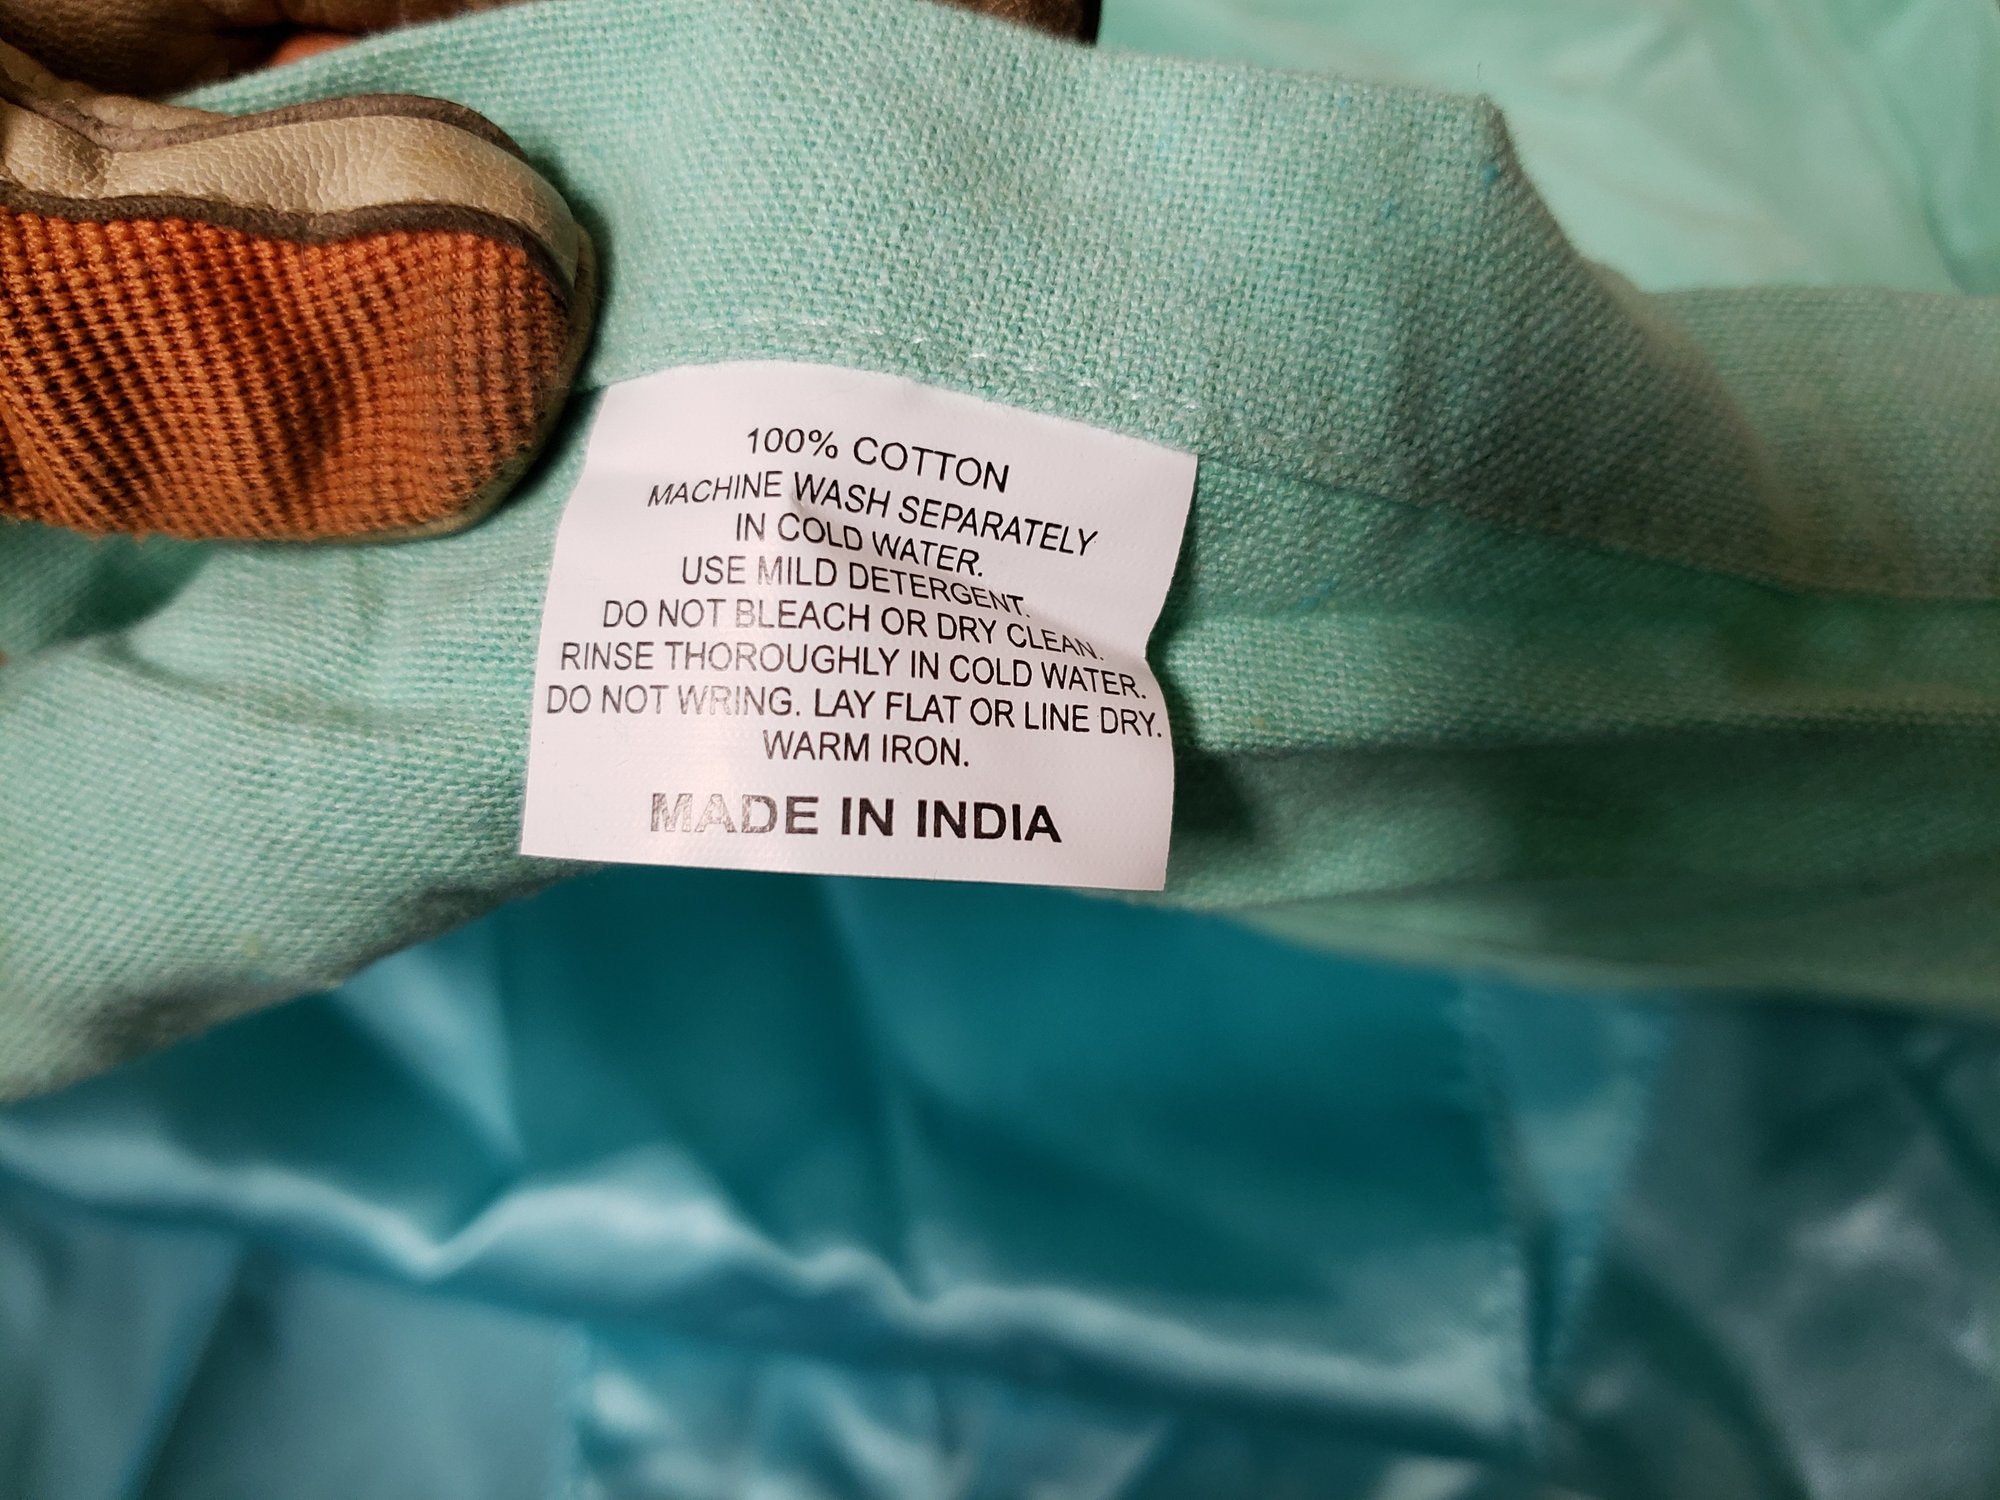 100% COTTON
MACHINE WASH SEPARATELY
IN COLD WATER.
USE MILD DETERGENT.
DO NOT BLEACH OR DRY CLEAN.
RINSE THOROUGHLY IN COLD WATER.
DO NOT WRING. LAY FLAT OR LINE DRY.
WARM IRON.
MADE IN INDIA